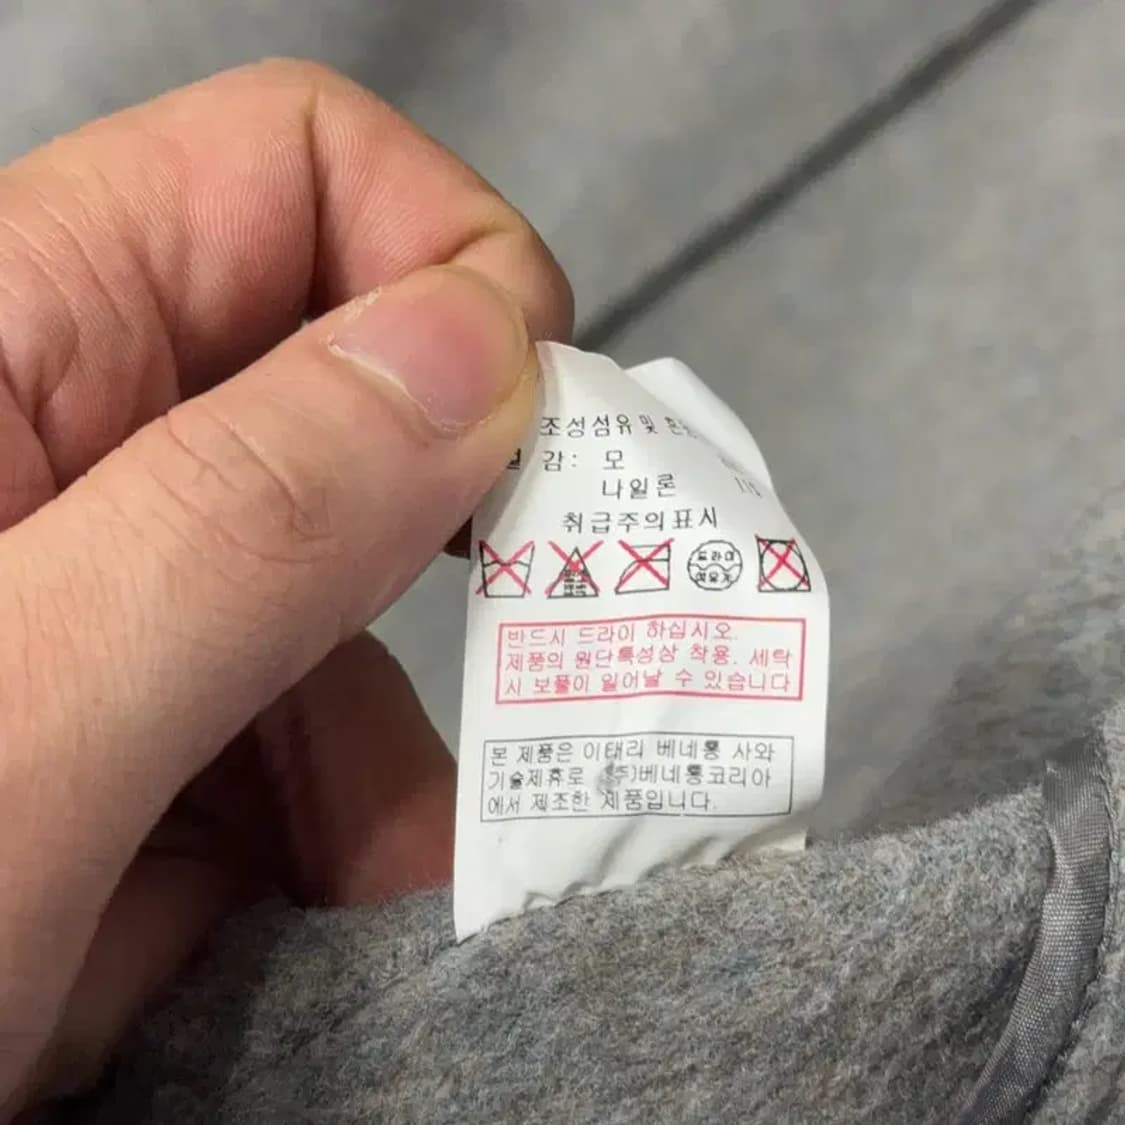 조성섬유 및
감: 모
나일론
취급주의표시
드라이
반드시 드라이 하십시오.
제품의 원단특성상 착용. 세탁
시 보풀이 일어날 수 있습니다
본 제품은 이태리 베네통 사와
기술제휴로 (주)베네통코리아
에서 제조한 제품입니다.